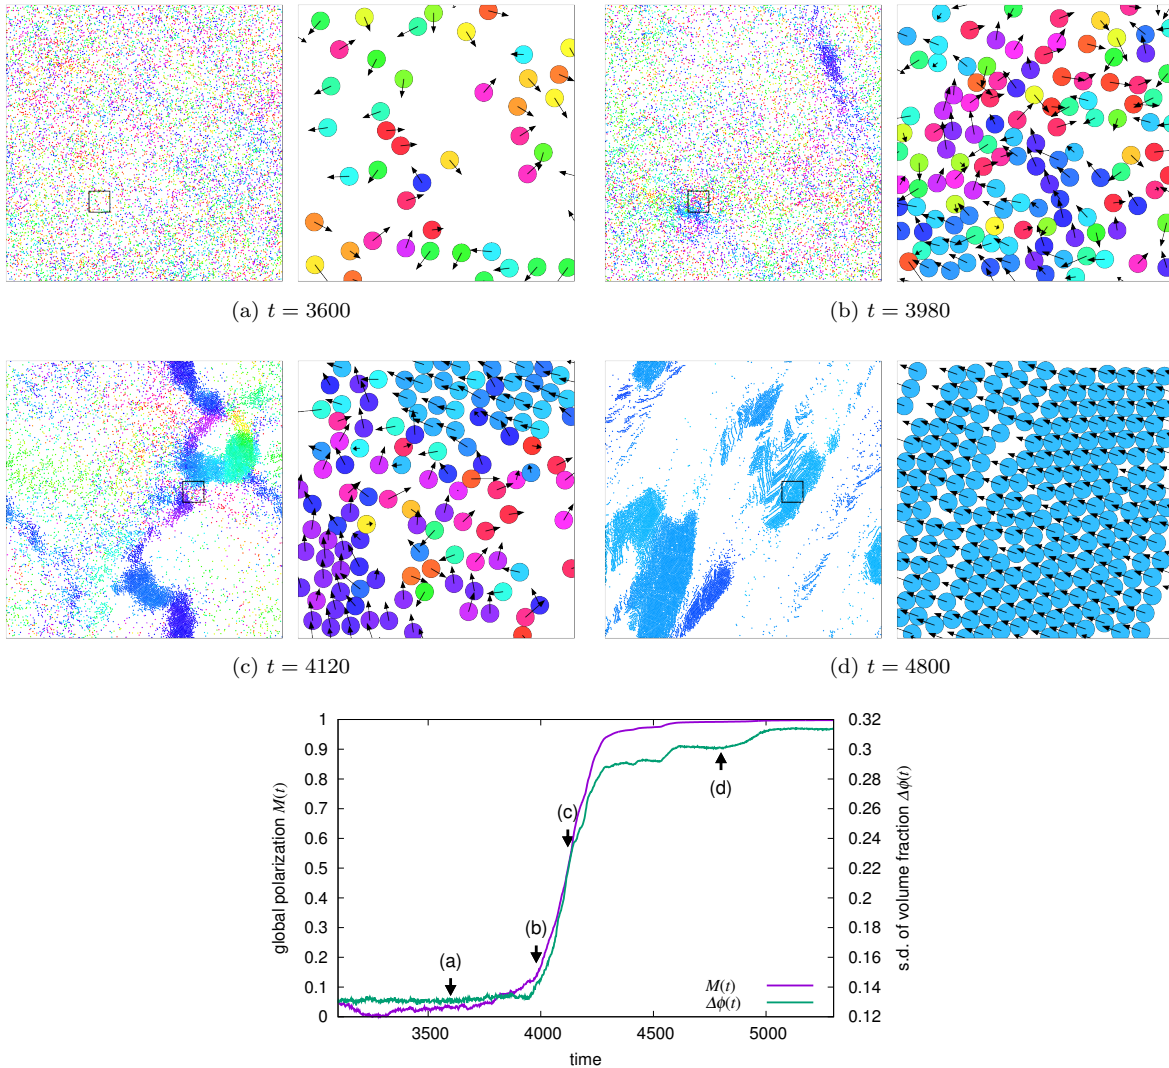 (a) t = 3600
(b) t = 3980
(c) t = 4120
(d) t = 4800
1
0.9
0.8
0.7
0.6
0.5
0.4
0.3
0.2
0.1
0
global polarization M(t)
0.32
0.3
0.28
0.26
0.24
0.22
0.2
0.18
0.16
0.14
0.12
s.d. of volume fraction Δϕ(t)
(a)
(b)
(c)
(d)
M(t)
Δϕ(t)
3500 4000 4500 5000
time